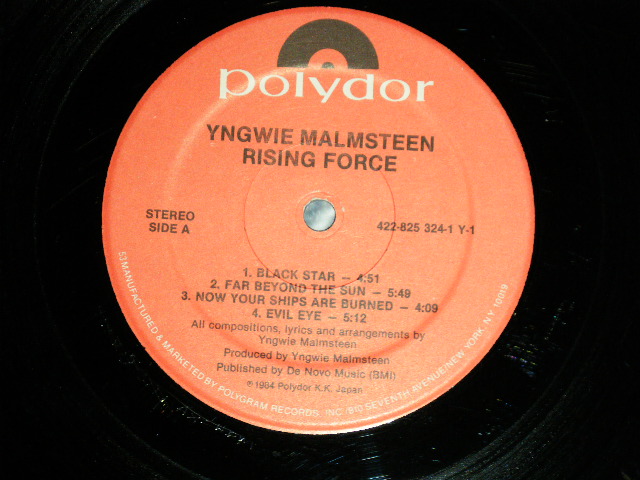 polydor
YNGWIE MALMSTEEN
RISING FORCE
STEREO
SIDE A
422-825 324-1 Y-1
1. BLACK STAR — 4:51
2. FAR BEYOND THE SUN — 5:49
3. NOW YOUR SHIPS ARE BURNED — 4:09
4. EVIL EYE — 5:12
All compositions, lyrics and arrangements by
Yngwie Malmsteen
Produced by Yngwie Malmsteen
Published by De Novo Music (BMI)
℗ 1984 Polydor K.K. Japan
53 MANUFACTURED & MARKETED BY POLYGRAM RECORDS, INC./810 SEVENTH AVENUE/NEW YORK, NY 10019